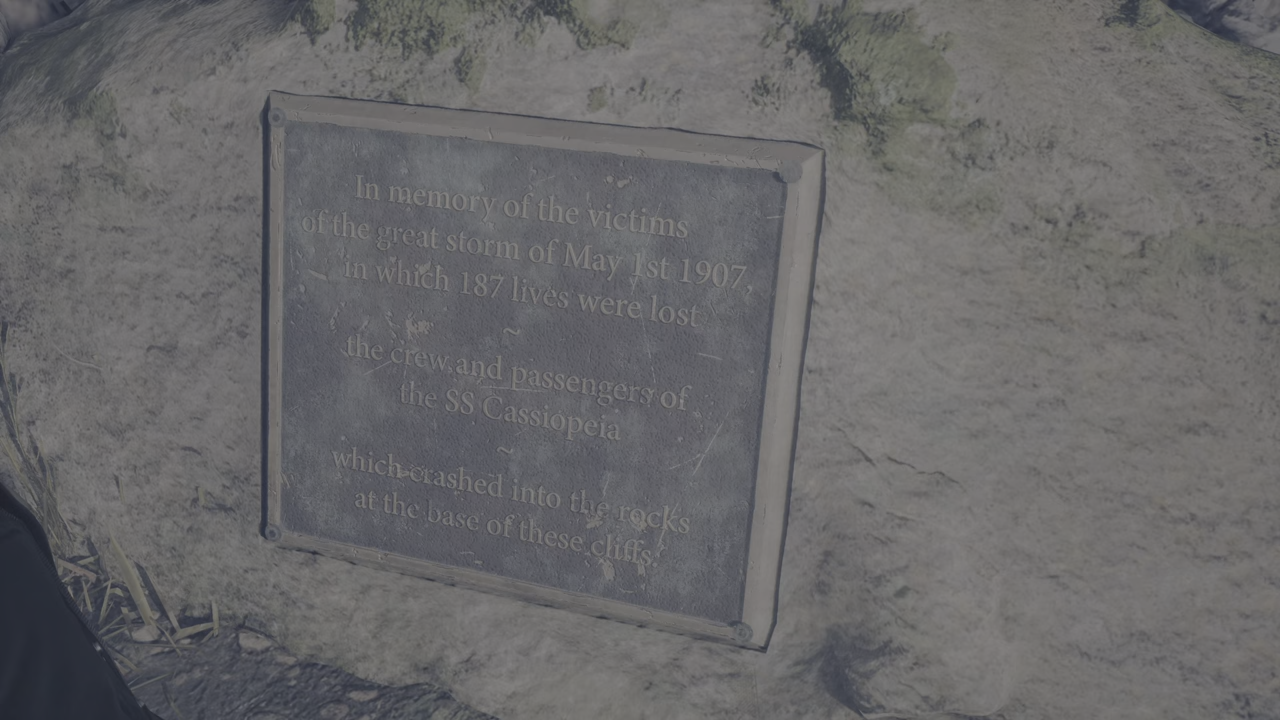 In memory of the victims
of the great storm of May 1st 1907,
in which 187 lives were lost
~
the crew and passengers of
the SS Cassiopeia
~
which crashed into the rocks
at the base of these cliffs.